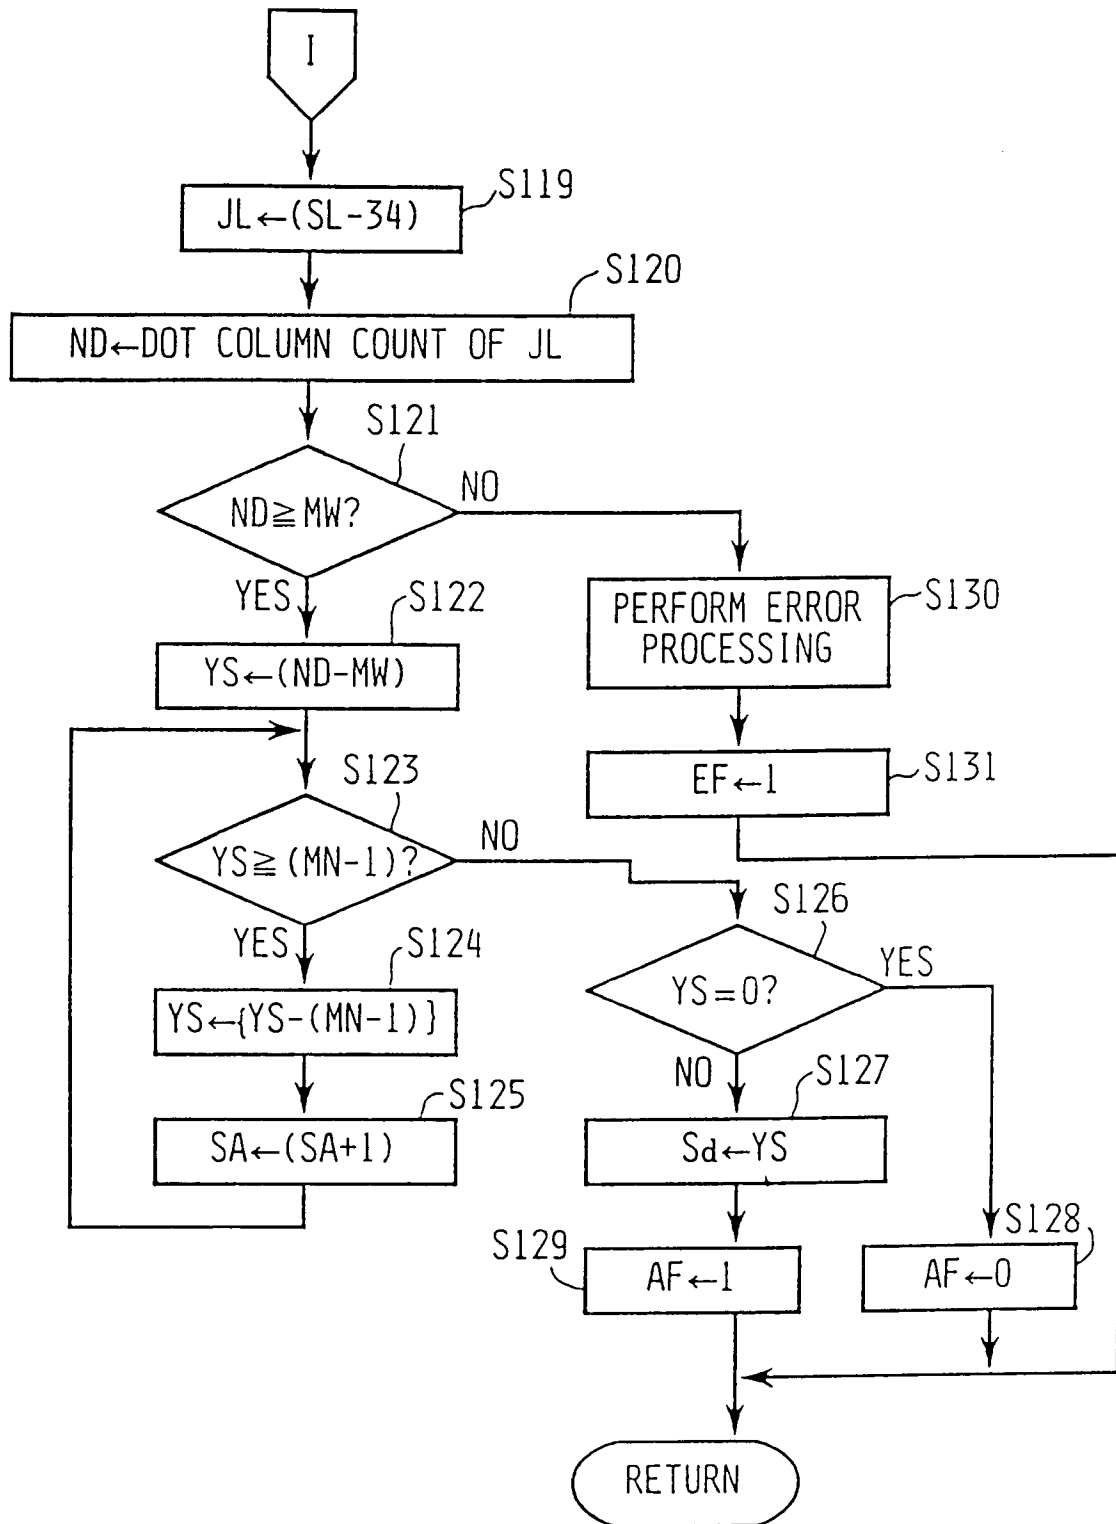 I
S119
JL←(SL-34)
S120
ND←DOT COLUMN COUNT OF JL
S121
ND≧MW?
NO
YES
S122
YS←(ND-MW)
S130
PERFORM ERROR
PROCESSING
S131
EF←1
S123
YS≧(MN-1)?
NO
YES
S124
YS←{YS-(MN-1)}
S125
SA←(SA+1)
S126
YS=0?
YES
NO
S127
Sd←YS
S129
AF←1
S128
AF←0
RETURN